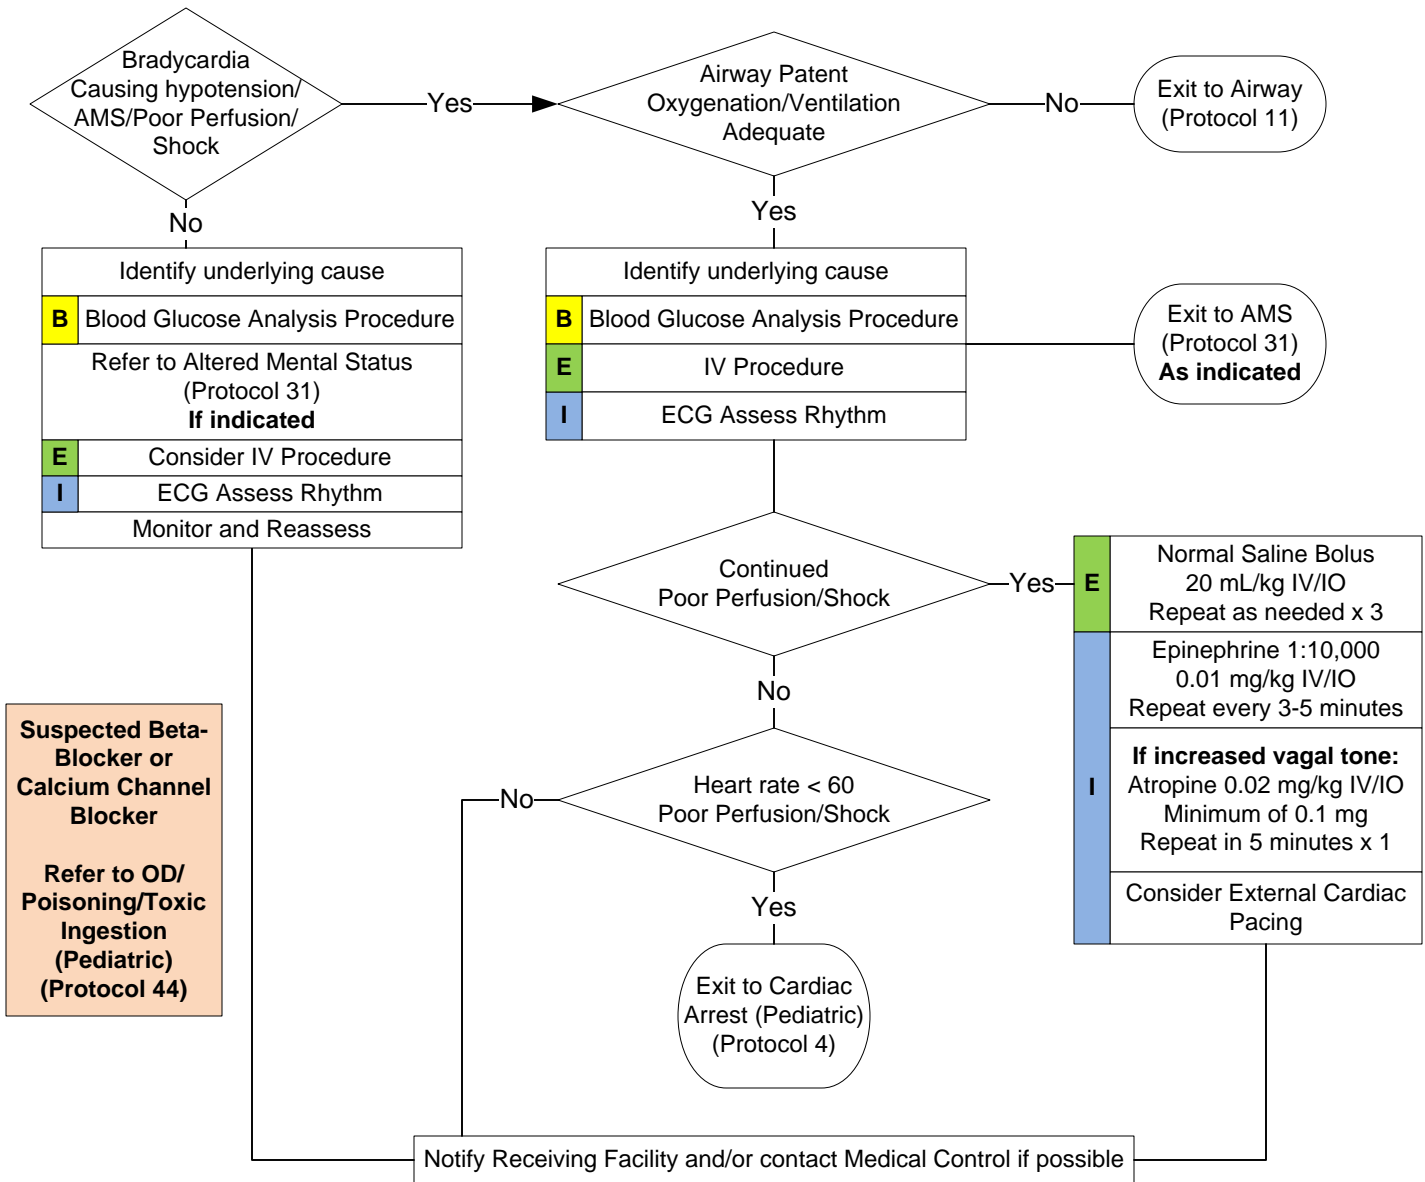 Bradycardia
Causing hypotension/
AMS/Poor Perfusion/
Shock
Yes
Airway Patent
Oxygenation/Ventilation
Adequate
No
Exit to Airway
(Protocol 11)
No
Yes
Identify underlying cause
B Blood Glucose Analysis Procedure
Refer to Altered Mental Status
(Protocol 31)
If indicated
E Consider IV Procedure
I ECG Assess Rhythm
Monitor and Reassess
Identify underlying cause
B Blood Glucose Analysis Procedure
E IV Procedure
I ECG Assess Rhythm
Exit to AMS
(Protocol 31)
As indicated
Continued
Poor Perfusion/Shock
Yes
E
Normal Saline Bolus
20 mL/kg IV/IO
Repeat as needed x 3
I
Epinephrine 1:10,000
0.01 mg/kg IV/IO
Repeat every 3-5 minutes
If increased vagal tone:
Atropine 0.02 mg/kg IV/IO
Minimum of 0.1 mg
Repeat in 5 minutes x 1
Consider External Cardiac
Pacing
No
Heart rate < 60
Poor Perfusion/Shock
No
Yes
Exit to Cardiac
Arrest (Pediatric)
(Protocol 4)
Suspected Beta-
Blocker or
Calcium Channel
Blocker
Refer to OD/
Poisoning/Toxic
Ingestion
(Pediatric)
(Protocol 44)
Notify Receiving Facility and/or contact Medical Control if possible